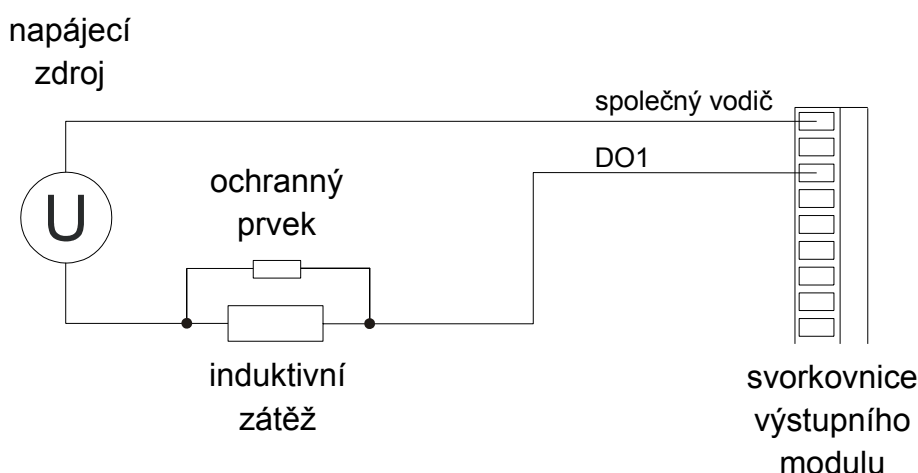 napájecí
zdroj
společný vodič
DO1
ochranný
prvek
U
induktivní
zátěž
svorkovnice
výstupního
modulu